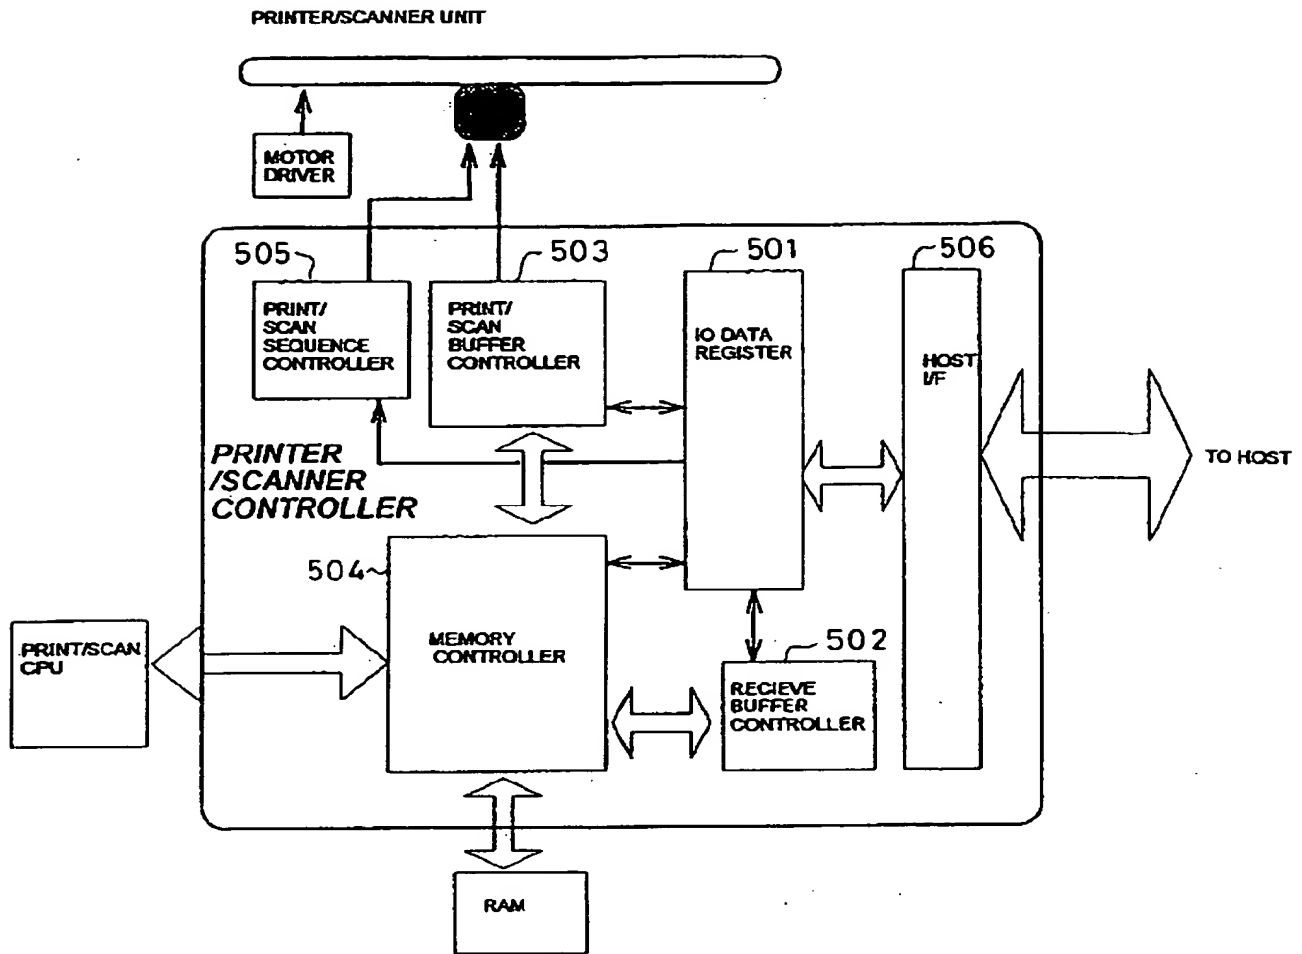 PRINTER/SCANNER UNIT
MOTOR
DRIVER
505
503
501
506
PRINT/
SCAN
SEQUENCE
CONTROLLER
PRINT/
SCAN
BUFFER
CONTROLLER
IO DATA
REGISTER
HOST
I/F
PRINTER
/SCANNER
CONTROLLER
TO HOST
504
MEMORY
CONTROLLER
PRINT/SCAN
CPU
502
RECIEVE
BUFFER
CONTROLLER
RAM